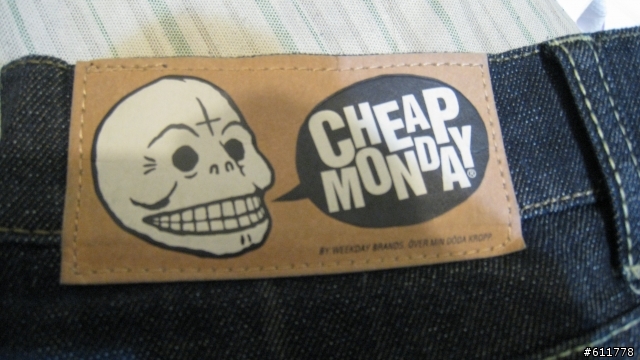 CHEAP
MONDAY®
BY WEEKDAY BRANDS. ÖVER MIN DÖDA KROPP.
#611778